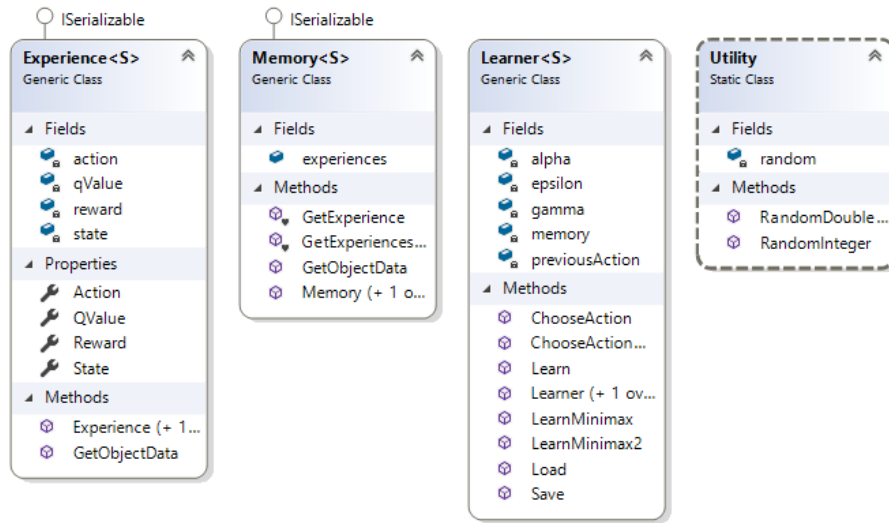 ISerializable
Experience<S>
Generic Class
Fields
action
qValue
reward
state
Properties
Action
QValue
Reward
State
Methods
Experience (+ 1...
GetObjectData
ISerializable
Memory<S>
Generic Class
Fields
experiences
Methods
GetExperience
GetExperiences...
GetObjectData
Memory (+ 1 o...
Learner<S>
Generic Class
Fields
alpha
epsilon
gamma
memory
previousAction
Methods
ChooseAction
ChooseAction...
Learn
Learner (+ 1 ov...
LearnMinimax
LearnMinimax2
Load
Save
Utility
Static Class
Fields
random
Methods
RandomDouble...
RandomInteger